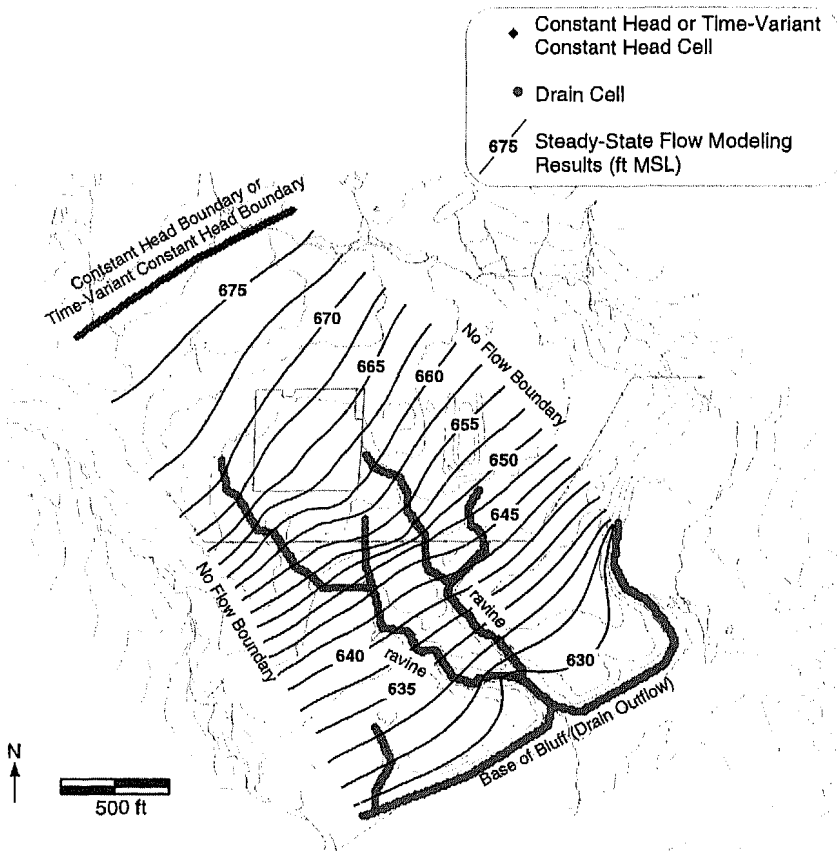 Constant Head or Time-Variant
Constant Head Cell
Drain Cell
675 Steady-State Flow Modeling
Results (ft MSL)
Contstant Head Boundary or
Time-Variant Constant Head Boundary
675
670
665
660
No Flow Boundary
655
650
645
No Flow Boundary
ravine
640
ravine
630
635
Base of Bluff (Drain Outflow)
N
500 ft